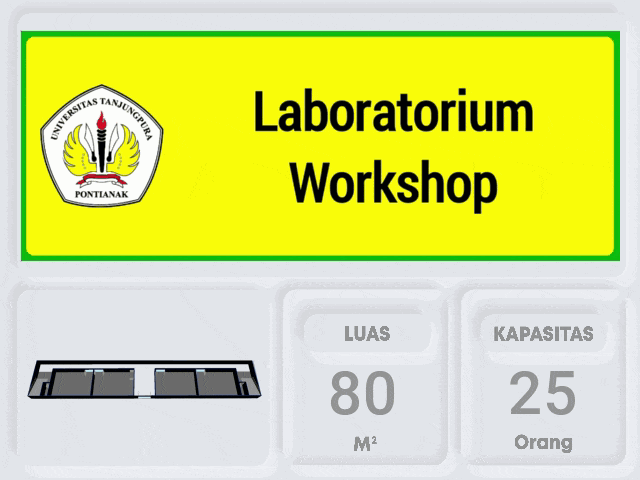 UNIVERSITAS TANJUNGPURA
PONTIANAK
Laboratorium
Workshop
LUAS
80
M²
KAPASITAS
25
Orang